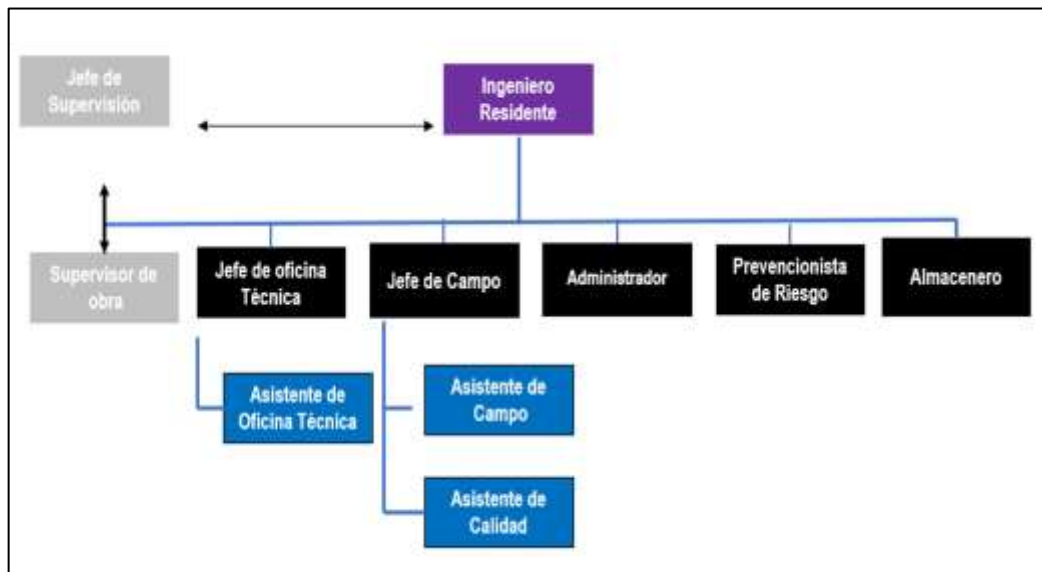 Jefe de
Supervisión
Ingeniero
Residente
Supervisor de
obra
Jefe de oficina
Técnica
Jefe de Campo
Administrador
Prevencionista
de Riesgo
Almacenero
Asistente de
Oficina Técnica
Asistente de
Campo
Asistente de
Calidad